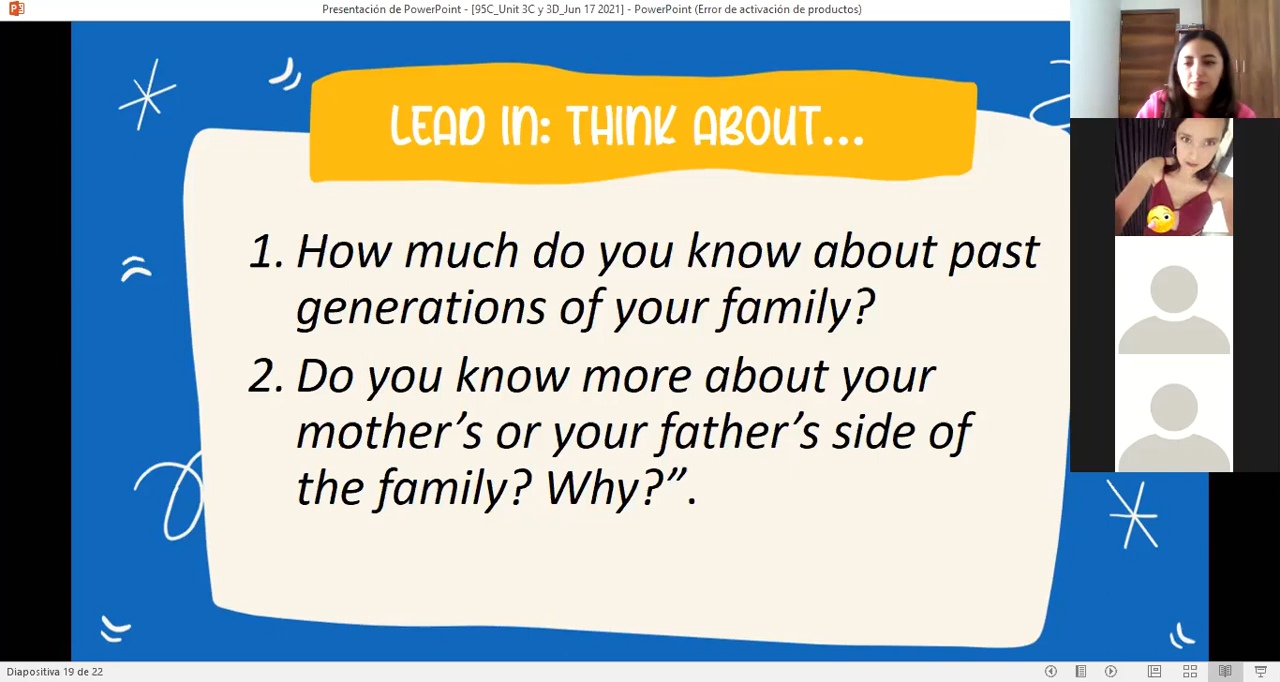 Presentación de PowerPoint - [95C_Unit 3C y 3D_Jun 17 2021] - PowerPoint (Error de activación de productos)
LEAD IN: THINK ABOUT...
1. How much do you know about past
generations of your family?
2. Do you know more about your
mother’s or your father’s side of
the family? Why?”.
Diapositiva 19 de 22